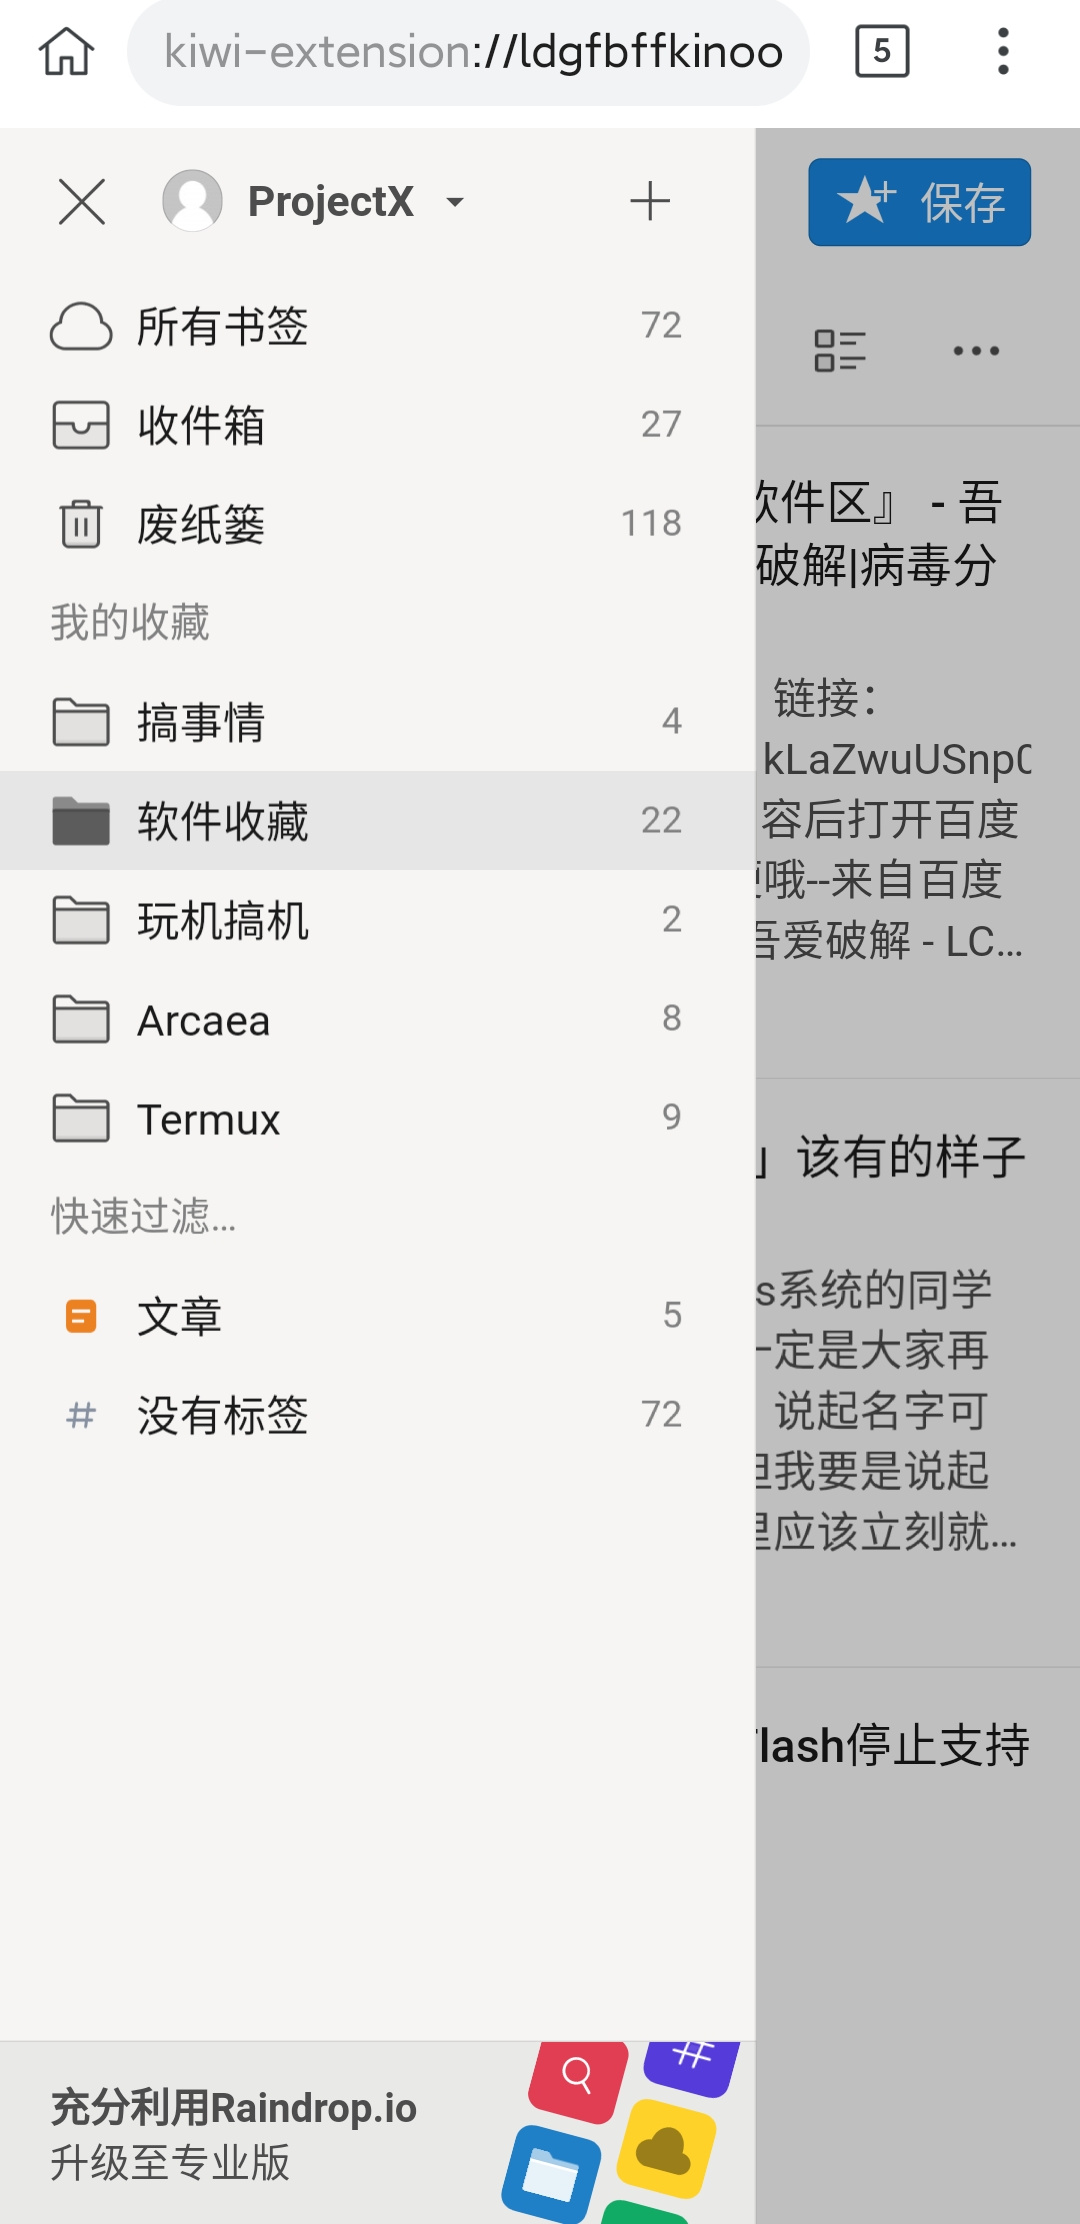 kiwi-extension://ldgfbffkinoo
5
ProjectX
保存
所有书签 72
收件箱 27
废纸篓 118
我的收藏
搞事情 4
软件收藏 22
玩机搞机 2
Arcaea 8
Termux 9
快速过滤...
文章 5
# 没有标签 72
充分利用Raindrop.io
升级至专业版
软件区』 - 吾
破解|病毒分
链接：
kLaZwuUSnp
容后打开百度
哦--来自百度
吾爱破解 - LC...
」该有的样子
s系统的同学
一定是大家再
说起名字可
但我要是说起
里应该立刻就...
lash停止支持